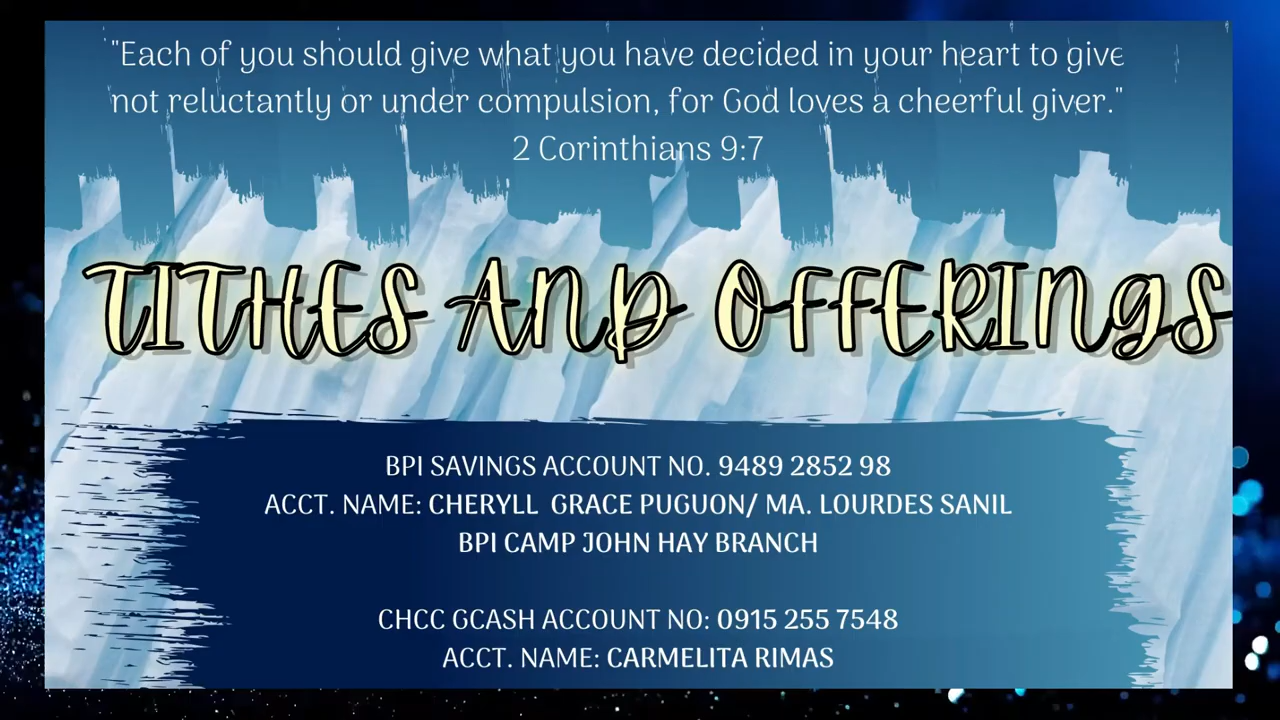 "Each of you should give what you have decided in your heart to give
not reluctantly or under compulsion, for God loves a cheerful giver."
2 Corinthians 9:7
TITHES AND OFFERINGS
BPI SAVINGS ACCOUNT NO. 9489 2852 98
ACCT. NAME: CHERYLL GRACE PUGUON/ MA. LOURDES SANIL
BPI CAMP JOHN HAY BRANCH
CHCC GCASH ACCOUNT NO: 0915 255 7548
ACCT. NAME: CARMELITA RIMAS